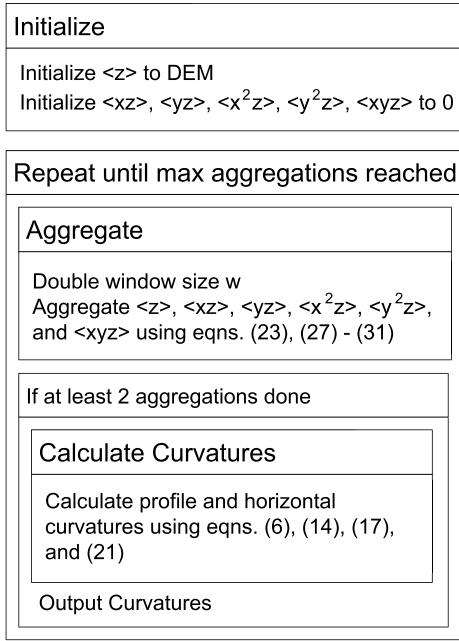 Initialize
Initialize <z> to DEM
Initialize <xz>, <yz>, <x²z>, <y²z>, <xyz> to 0
Repeat until max aggregations reached
Aggregate
Double window size w
Aggregate <z>, <xz>, <yz>, <x²z>, <y²z>,
and <xyz> using eqns. (23), (27) - (31)
If at least 2 aggregations done
Calculate Curvatures
Calculate profile and horizontal
curvatures using eqns. (6), (14), (17),
and (21)
Output Curvatures